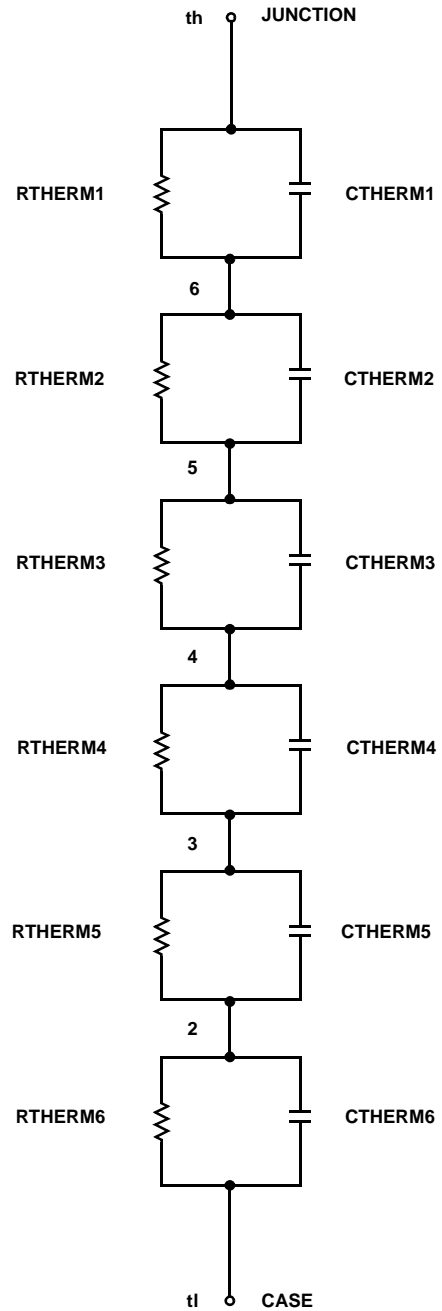 th JUNCTION
RTHERM1 CTHERM1
6
RTHERM2 CTHERM2
5
RTHERM3 CTHERM3
4
RTHERM4 CTHERM4
3
RTHERM5 CTHERM5
2
RTHERM6 CTHERM6
tl CASE